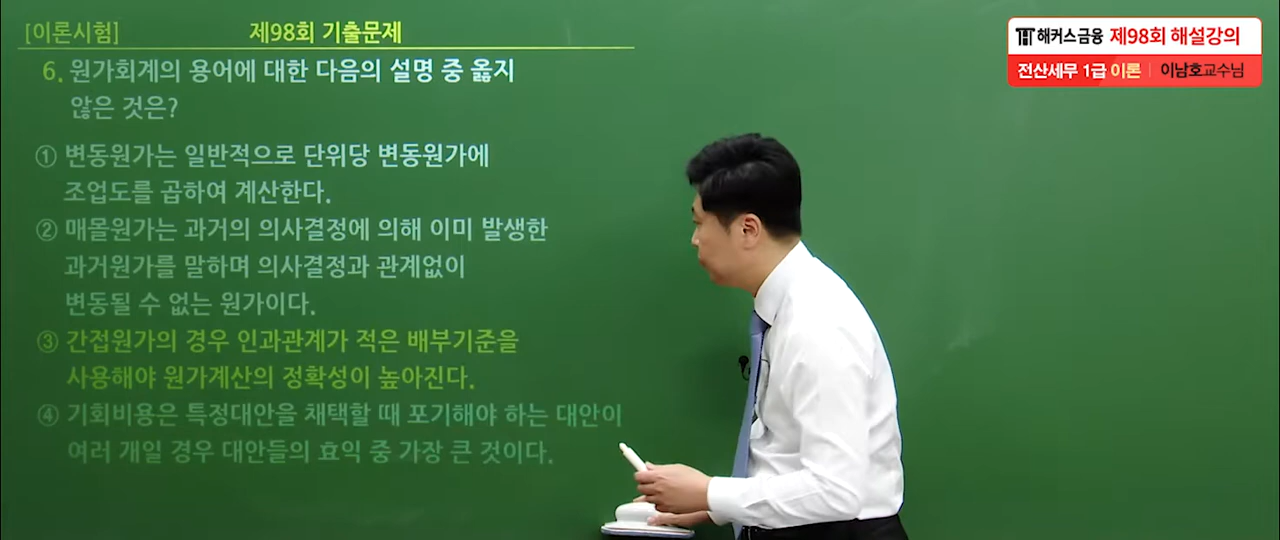 [이론시험] 제98회 기출문제
해커스금융 제98회 해설강의
전산세무 1급 이론 | 이남호교수님
6. 원가회계의 용어에 대한 다음의 설명 중 옳지
않은 것은?
① 변동원가는 일반적으로 단위당 변동원가에
조업도를 곱하여 계산한다.
② 매몰원가는 과거의 의사결정에 의해 이미 발생한
과거원가를 말하며 의사결정과 관계없이
변동될 수 없는 원가이다.
③ 간접원가의 경우 인과관계가 적은 배부기준을
사용해야 원가계산의 정확성이 높아진다.
④ 기회비용은 특정대안을 채택할 때 포기해야 하는 대안이
여러 개일 경우 대안들의 효익 중 가장 큰 것이다.